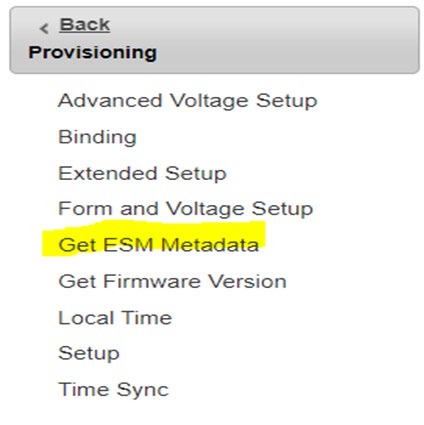 Back
Provisioning
Advanced Voltage Setup
Binding
Extended Setup
Form and Voltage Setup
Get ESM Metadata
Get Firmware Version
Local Time
Setup
Time Sync